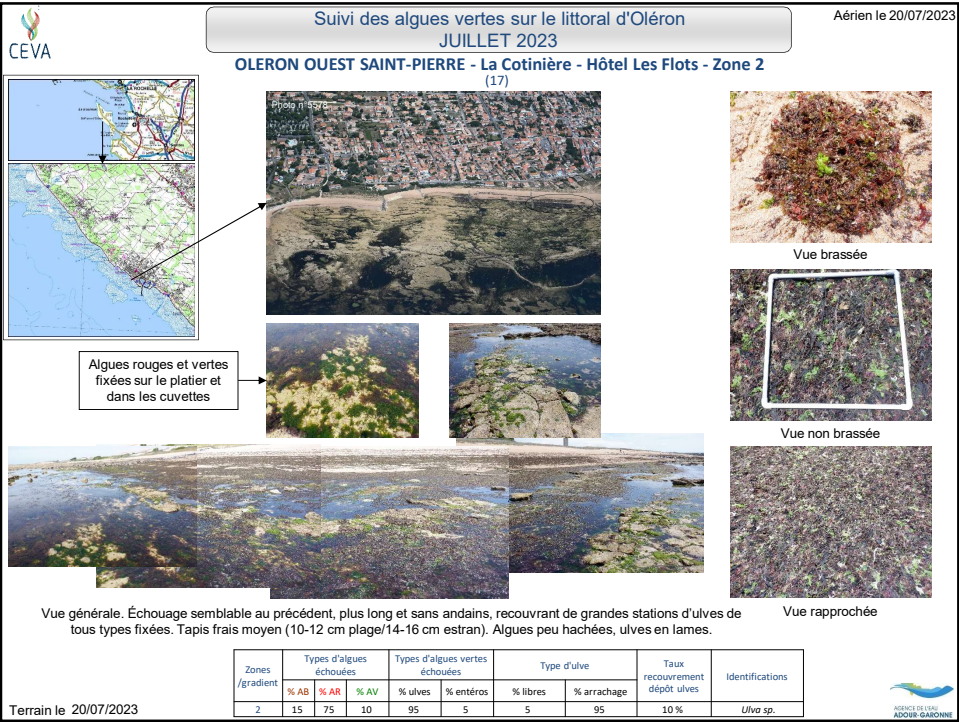 CEVA
Suivi des algues vertes sur le littoral d'Oléron
JUILLET 2023
Aérien le 20/07/2023
OLERON OUEST SAINT-PIERRE - La Cotinière - Hôtel Les Flots - Zone 2
(17)
LA ROCHELLE
Photo n°5578
Vue brassée
Algues rouges et vertes
fixées sur le platier et
dans les cuvettes
Vue non brassée
Vue générale. Échouage semblable au précédent, plus long et sans andains, recouvrant de grandes stations d'ulves de
tous types fixées. Tapis frais moyen (10-12 cm plage/14-16 cm estran). Algues peu hachées, ulves en lames.
Vue rapprochée
Zones /gradient Types d'algues échouées Types d'algues vertes échouées Type d'ulve Taux recouvrement dépôt ulves Identifications
% AB % AR % AV % ulves % entéros % libres % arrachage
2 15 75 10 95 5 5 95 10 % Ulva sp.
Terrain le 20/07/2023
AGENCE DE L'EAU
ADOUR-GARONNE